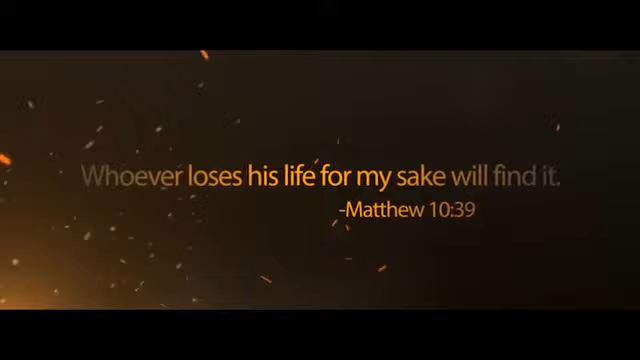 Whoever loses his life for my sake will find it.
-Matthew 10:39